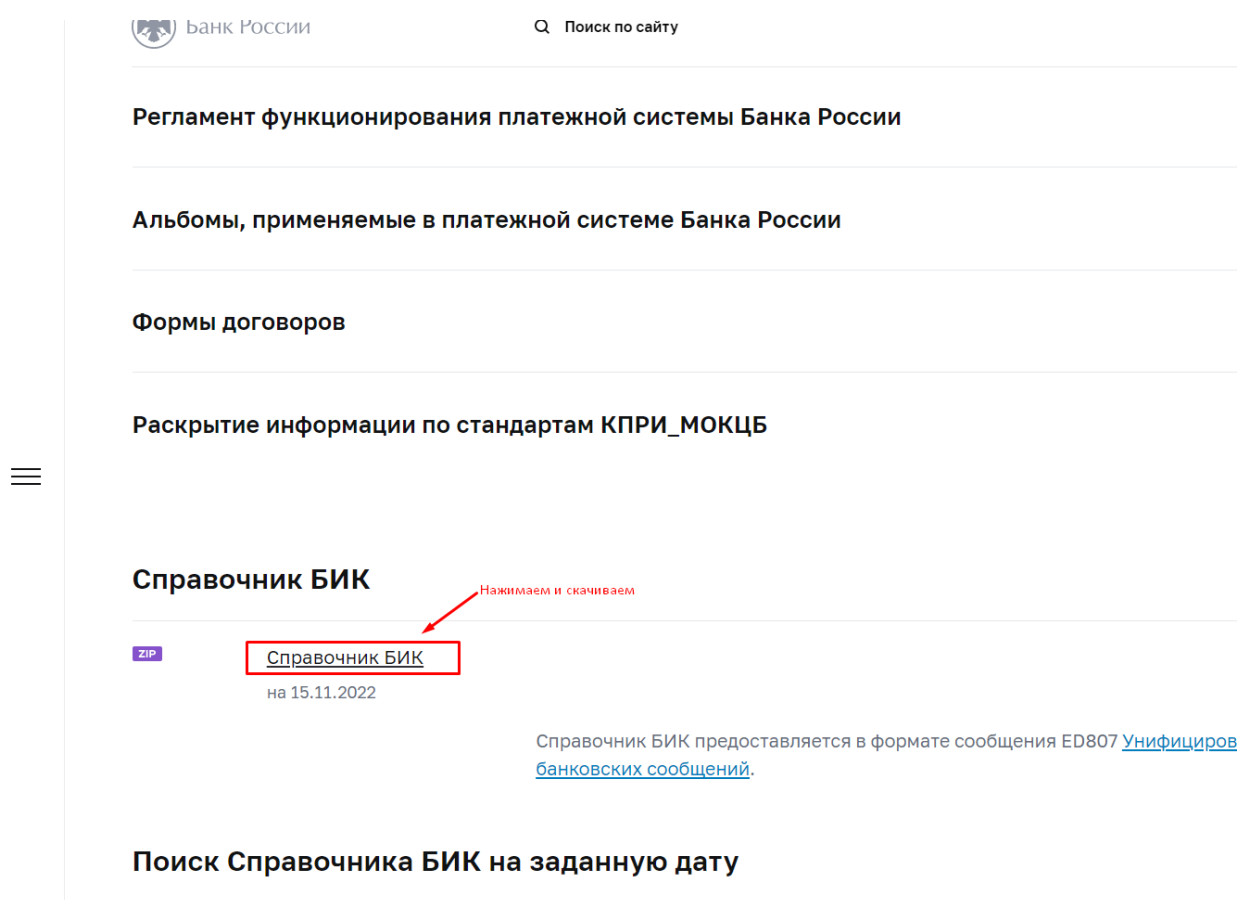 Банк России
Поиск по сайту
Регламент функционирования платежной системы Банка России
Альбомы, применяемые в платежной системе Банка России
Формы договоров
Раскрытие информации по стандартам КПРИ_МОКЦБ
Справочник БИК
Нажимаем и скачиваем
ZIP
Справочник БИК
на 15.11.2022
Справочник БИК предоставляется в формате сообщения ED807 Унифициров
банковских сообщений.
Поиск Справочника БИК на заданную дату